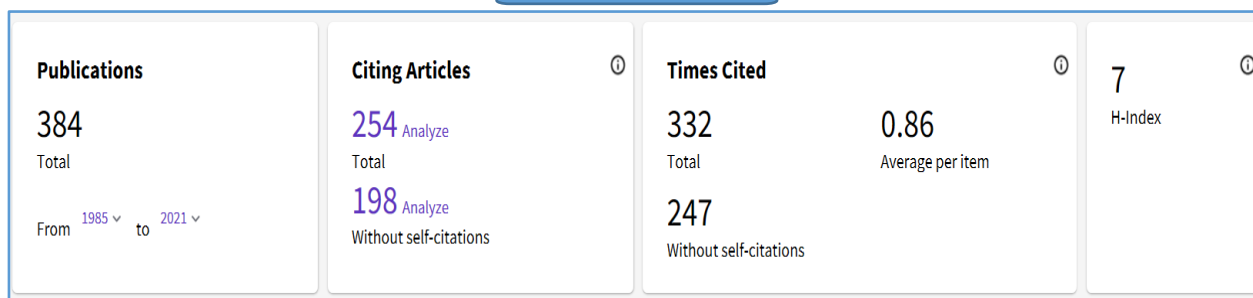 Publications
384
Total
From 1985 to 2021
Citing Articles
254 Analyze
Total
198 Analyze
Without self-citations
Times Cited
332
Total
0.86
Average per item
247
Without self-citations
7
H-Index